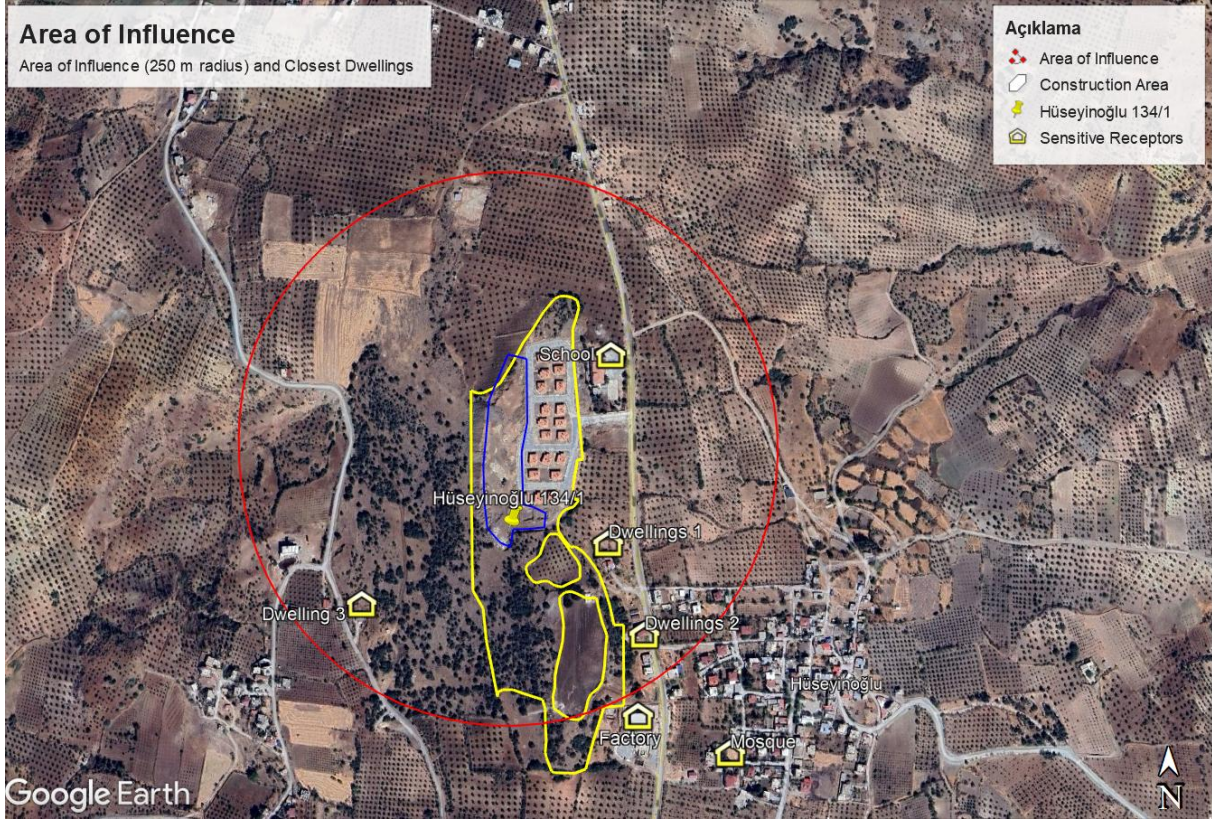 Area of Influence
Area of Influence (250 m radius) and Closest Dwellings
Açıklama
Area of Influence
Construction Area
Hüseyinoğlu 134/1
Sensitive Receptors
School
Hüseyinoğlu 134/1
Dwellings 1
Dwelling 3
Dwellings 2
Hüseyinoğlu
Factory
Mosque
Google Earth
N